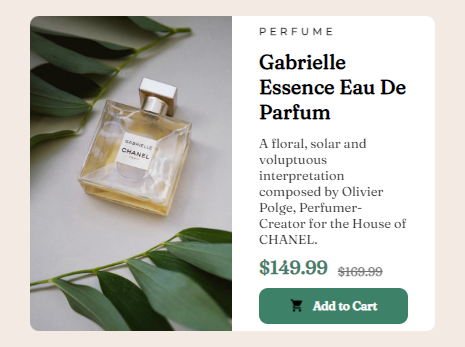 GABRIELLE
CHANEL
PARIS
PERFUME
Gabrielle
Essence Eau De
Parfum
A floral, solar and
voluptuous
interpretation
composed by Olivier
Polge, Perfumer-
Creator for the House of
CHANEL.
$149.99 $169.99
Add to Cart